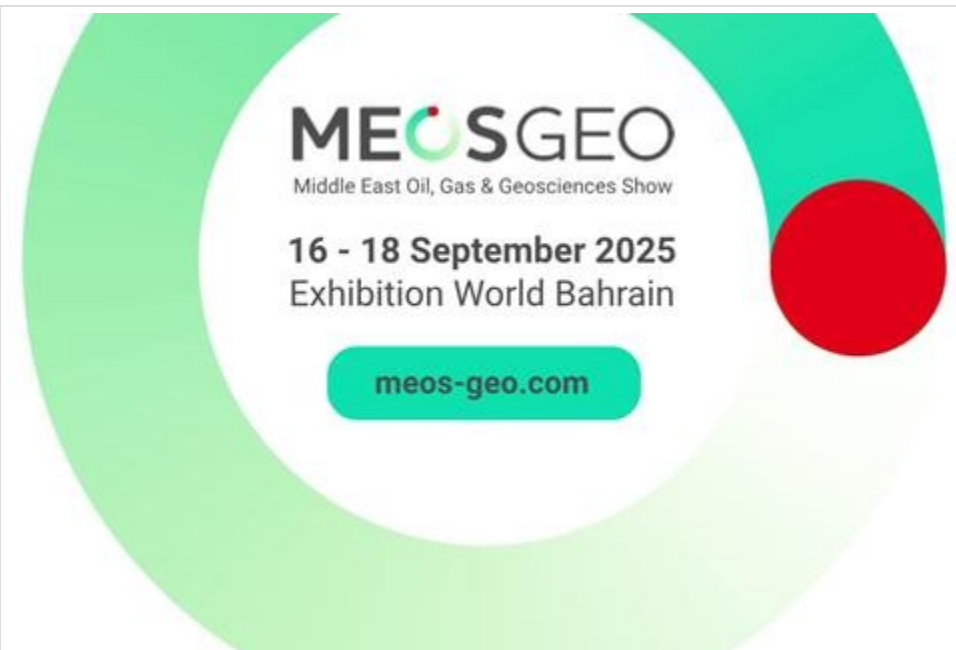 MEOSGEO
Middle East Oil, Gas & Geosciences Show
16 - 18 September 2025
Exhibition World Bahrain
meos-geo.com